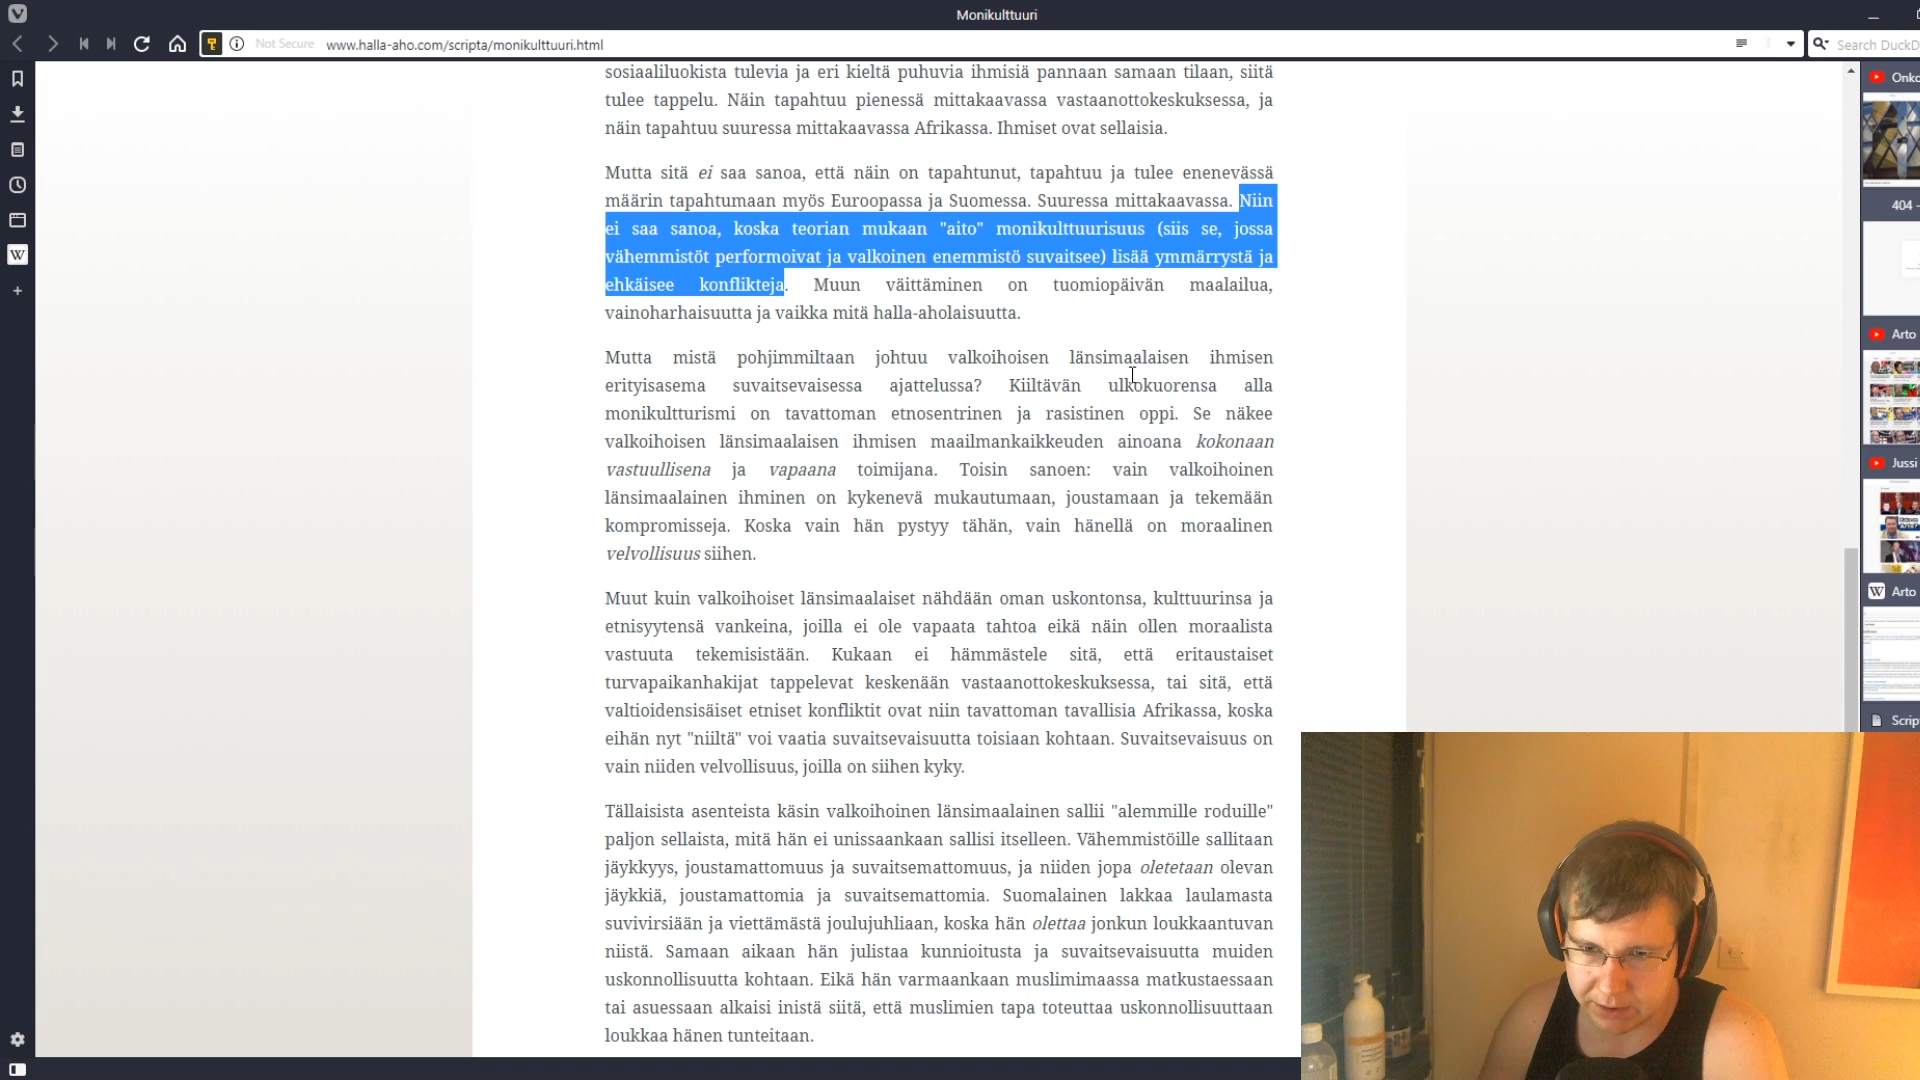 Monikulttuuri
Not Secure www.halla-aho.com/scripta/monikulttuuri.html
Search DuckD
sosiaaliluokista tulevia ja eri kieltä puhuvia ihmisiä pannaan samaan tilaan, siitä
tulee tappelu. Näin tapahtuu pienessä mittakaavassa vastaanottokeskuksessa, ja
näin tapahtuu suuressa mittakaavassa Afrikassa. Ihmiset ovat sellaisia.
Mutta sitä ei saa sanoa, että näin on tapahtunut, tapahtuu ja tulee enenevässä
määrin tapahtumaan myös Euroopassa ja Suomessa. Suuressa mittakaavassa. Niin
ei saa sanoa, koska teorian mukaan "aito" monikulttuurisuus (siis se, jossa
vähemmistöt performoivat ja valkoinen enemmistö suvaitsee) lisää ymmärrystä ja
ehkäisee konflikteja. Muun väittäminen on tuomiopäivän maalailua,
vainoharhaisuutta ja vaikka mitä halla-aholaisuutta.
Mutta mistä pohjimmiltaan johtuu valkoihoisen länsimaalaisen ihmisen
erityisasema suvaitsevaisessa ajattelussa? Kiiltävän ulkokuorensa alla
monikultturismi on tavattoman etnosentrinen ja rasistinen oppi. Se näkee
valkoihoisen länsimaalaisen ihmisen maailmankaikkeuden ainoana kokonaan
vastuullisena ja vapaana toimijana. Toisin sanoen: vain valkoihoinen
länsimaalainen ihminen on kykenevä mukautumaan, joustamaan ja tekemään
kompromisseja. Koska vain hän pystyy tähän, vain hänellä on moraalinen
velvollisuus siihen.
Muut kuin valkoihoiset länsimaalaiset nähdään oman uskontonsa, kulttuurinsa ja
etnisyytensä vankeina, joilla ei ole vapaata tahtoa eikä näin ollen moraalista
vastuuta tekemisistään. Kukaan ei hämmästele sitä, että eritaustaiset
turvapaikanhakijat tappelevat keskenään vastaanottokeskuksessa, tai sitä, että
valtioidensisäiset etniset konfliktit ovat niin tavattoman tavallisia Afrikassa, koska
eihän nyt "niiltä" voi vaatia suvaitsevaisuutta toisiaan kohtaan. Suvaitsevaisuus on
vain niiden velvollisuus, joilla on siihen kyky.
Tällaisista asenteista käsin valkoihoinen länsimaalainen sallii "alemmille roduille"
paljon sellaista, mitä hän ei unissaankaan sallisi itselleen. Vähemmistöille sallitaan
jäykkyys, joustamattomuus ja suvaitsemattomuus, ja niiden jopa oletetaan olevan
jäykkiä, joustamattomia ja suvaitsemattomia. Suomalainen lakkaa laulamasta
suvivirsiään ja viettämästä joulujuhliaan, koska hän olettaa jonkun loukkaantuvan
niistä. Samaan aikaan hän julistaa kunnioitusta ja suvaitsevaisuutta muiden
uskonnollisuutta kohtaan. Eikä hän varmaankaan muslimimaassa matkustaessaan
tai asuessaan alkaisi inistä siitä, että muslimien tapa toteuttaa uskonnollisuuttaan
loukkaa hänen tunteitaan.
W
Onko
404 -
Arto
Jussi
W Arto
Scrip